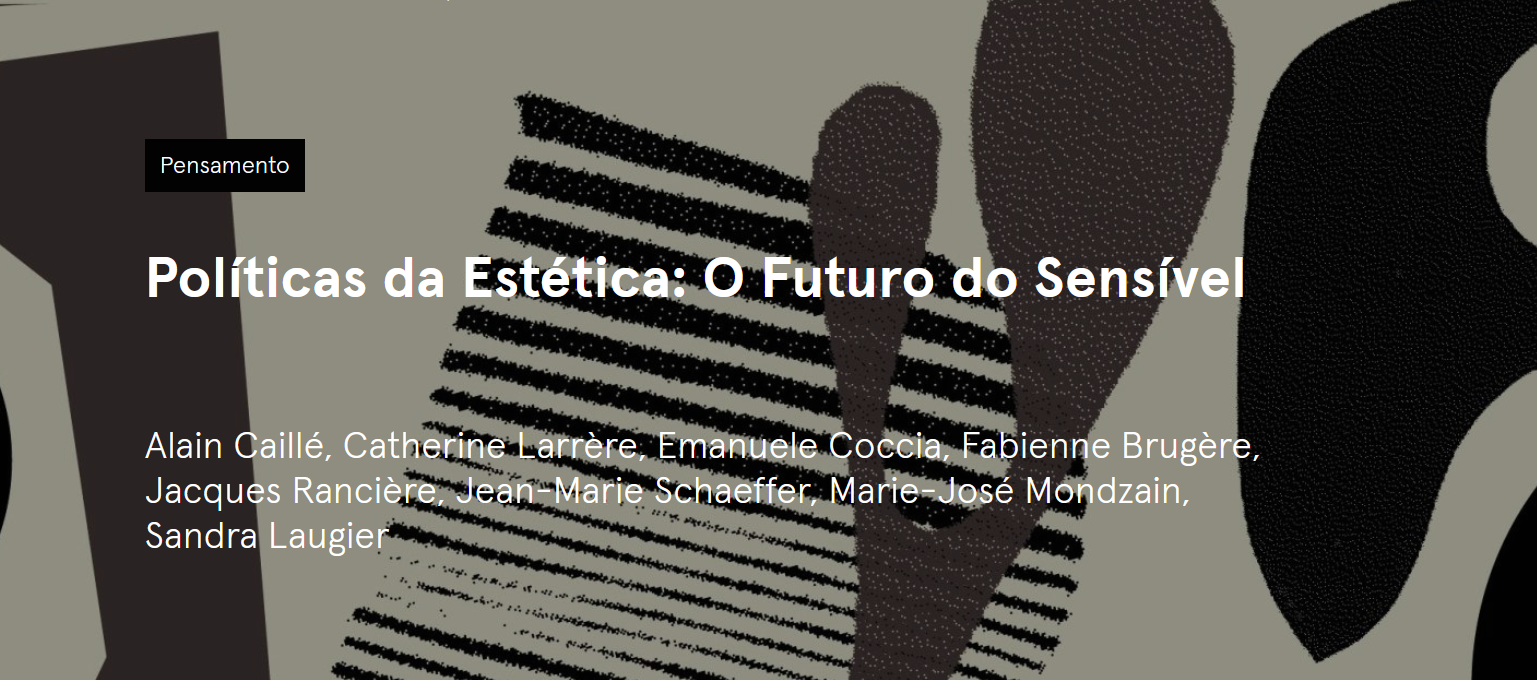 Pensamento
Políticas da Estética: O Futuro do Sensível
Alain Caillé, Catherine Larrère, Emanuele Coccia, Fabienne Brugère,
Jacques Rancière, Jean-Marie Schaeffer, Marie-José Mondzain,
Sandra Laugier